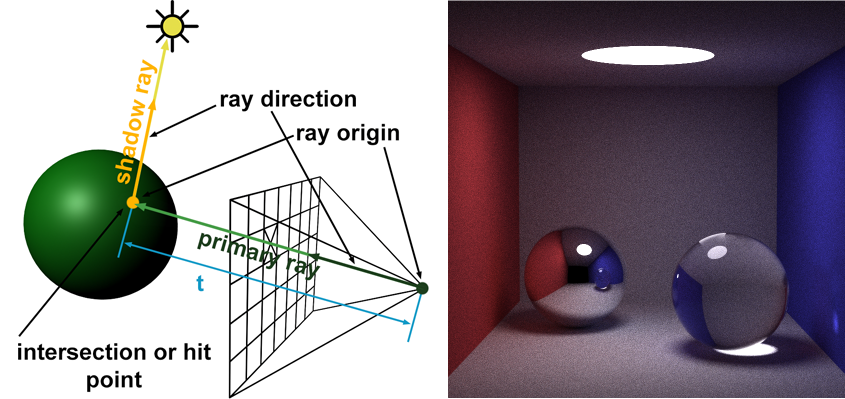 shadow ray
ray direction
ray origin
primary ray
t
intersection or hit
point